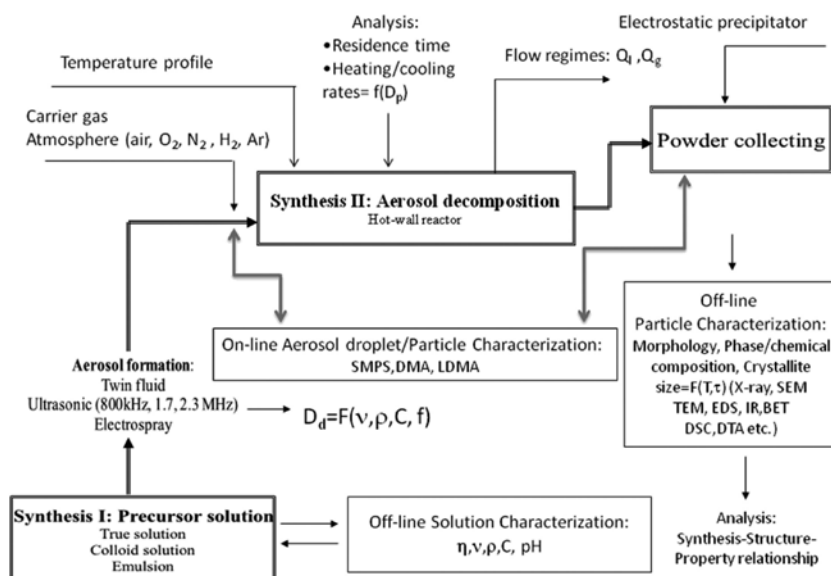 Analysis:
•Residence time
•Heating/cooling
rates= f(Dp)
Electrostatic precipitator
Flow regimes: Ql ,Qg
Temperature profile
Carrier gas
Atmosphere (air, O2, N2 , H2, Ar)
Powder collecting
Synthesis II: Aerosol decomposition
Hot-wall reactor
Off-line
Particle Characterization:
Morphology, Phase/chemical
composition, Crystallite
size=F(T,τ) (X-ray, SEM
TEM, EDS, IR,BET
DSC,DTA etc.)
On-line Aerosol droplet/Particle Characterization:
SMPS,DMA, LDMA
Aerosol formation:
Twin fluid
Ultrasonic (800kHz, 1.7, 2.3 MHz)
Electrospray
Dd=F(ν,ρ,C, f)
Synthesis I: Precursor solution
True solution
Colloid solution
Emulsion
Off-line Solution Characterization:
η,ν,ρ,C, pH
Analysis:
Synthesis-Structure-
Property relationship